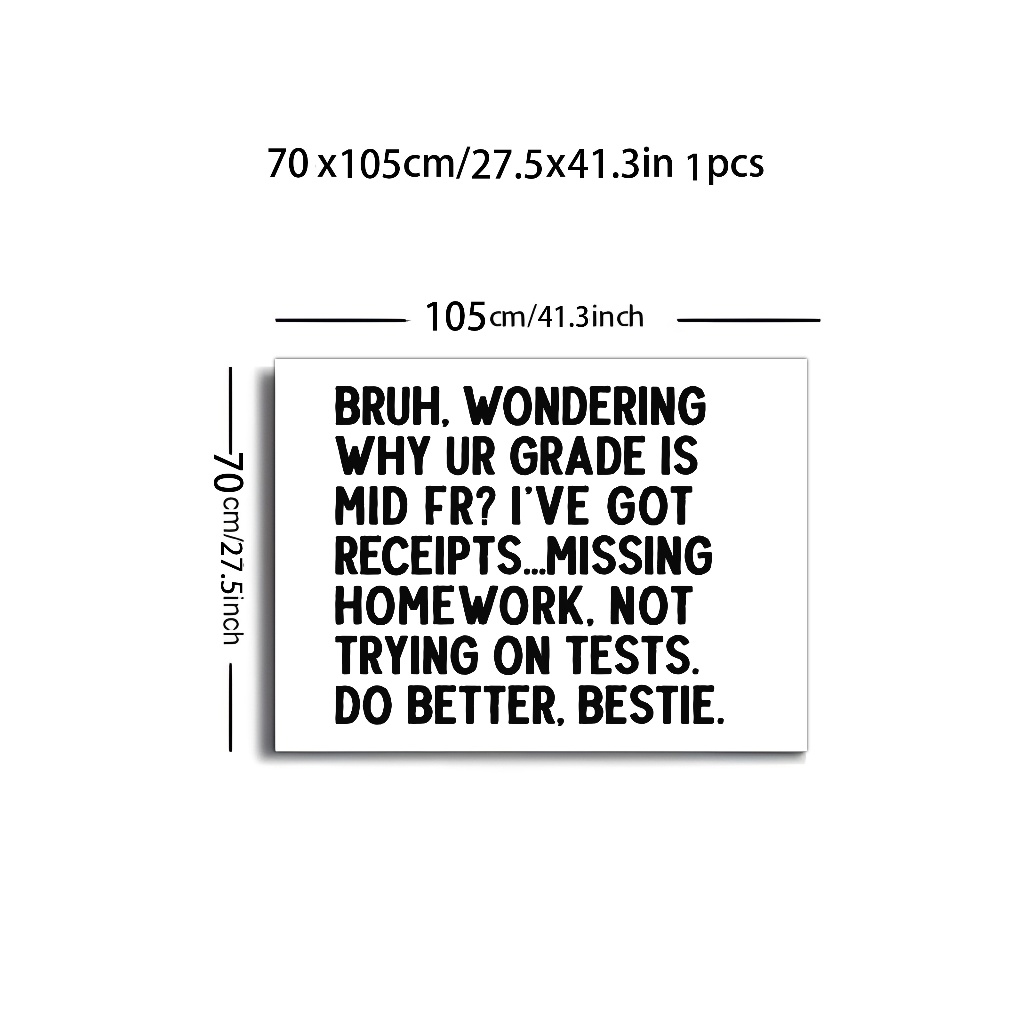 70 x105cm/27.5x41.3in 1pcs
105cm/41.3inch
70cm/27.5inch
BRUH, WONDERING
WHY UR GRADE IS
MID FR? I'VE GOT
RECEIPTS...MISSING
HOMEWORK, NOT
TRYING ON TESTS.
DO BETTER, BESTIE.